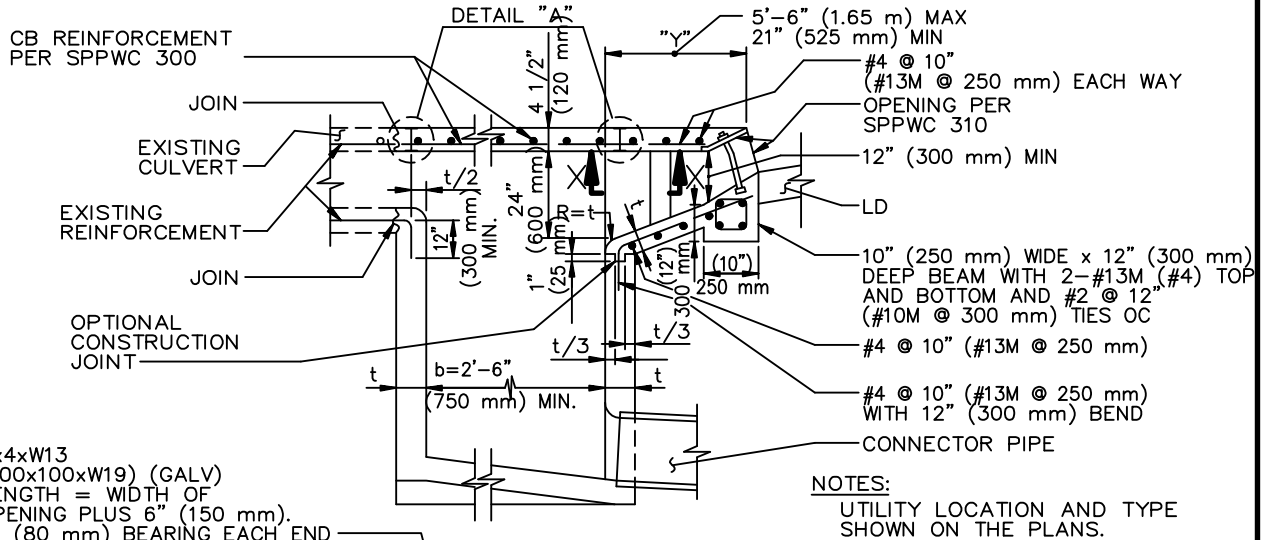 DETAIL "A"
5'-6" (1.65 m) MAX
21" (525 mm) MIN
"Y"
CB REINFORCEMENT
PER SPPWC 300
4 1/2"
(120 mm)
#4 @ 10"
(#13M @ 250 mm) EACH WAY
JOIN
OPENING PER
SPPWC 310
EXISTING
CULVERT
12" (300 mm) MIN
X
X
t/2
24"
(600 mm)
EXISTING
REINFORCEMENT
12"
(300 mm)
MIN.
R=t
t
LD
JOIN
1"
(25 mm)
(12")
300 mm
(10")
250 mm
10" (250 mm) WIDE x 12" (300 mm)
DEEP BEAM WITH 2-#13M (#4) TOP
AND BOTTOM AND #2 @ 12"
(#10M @ 300 mm) TIES OC
OPTIONAL
CONSTRUCTION
JOINT
t/3
t/3
#4 @ 10" (#13M @ 250 mm)
t
b=2'-6"
(750 mm) MIN.
t
#4 @ 10" (#13M @ 250 mm)
WITH 12" (300 mm) BEND
CONNECTOR PIPE
x4xW13
00x100xW19) (GALV)
ENGTH = WIDTH OF
PENING PLUS 6" (150 mm).
(80 mm) BEARING EACH END
NOTES:
UTILITY LOCATION AND TYPE
SHOWN ON THE PLANS.